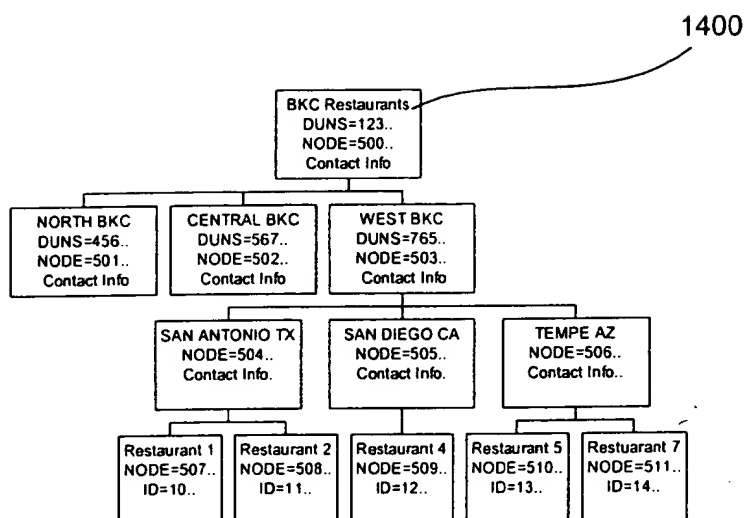 1400
BKC Restaurants
DUNS=123..
NODE=500..
Contact Info
NORTH BKC
DUNS=456..
NODE=501..
Contact Info
CENTRAL BKC
DUNS=567..
NODE=502..
Contact Info
WEST BKC
DUNS=765..
NODE=503..
Contact Info
SAN ANTONIO TX
NODE=504..
Contact Info.
SAN DIEGO CA
NODE=505..
Contact Info.
TEMPE AZ
NODE=506..
Contact Info..
Restaurant 1
NODE=507..
ID=10..
Restaurant 2
NODE=508..
ID=11..
Restaurant 4
NODE=509..
ID=12..
Restaurant 5
NODE=510..
ID=13..
Restuarant 7
NODE=511..
ID=14..